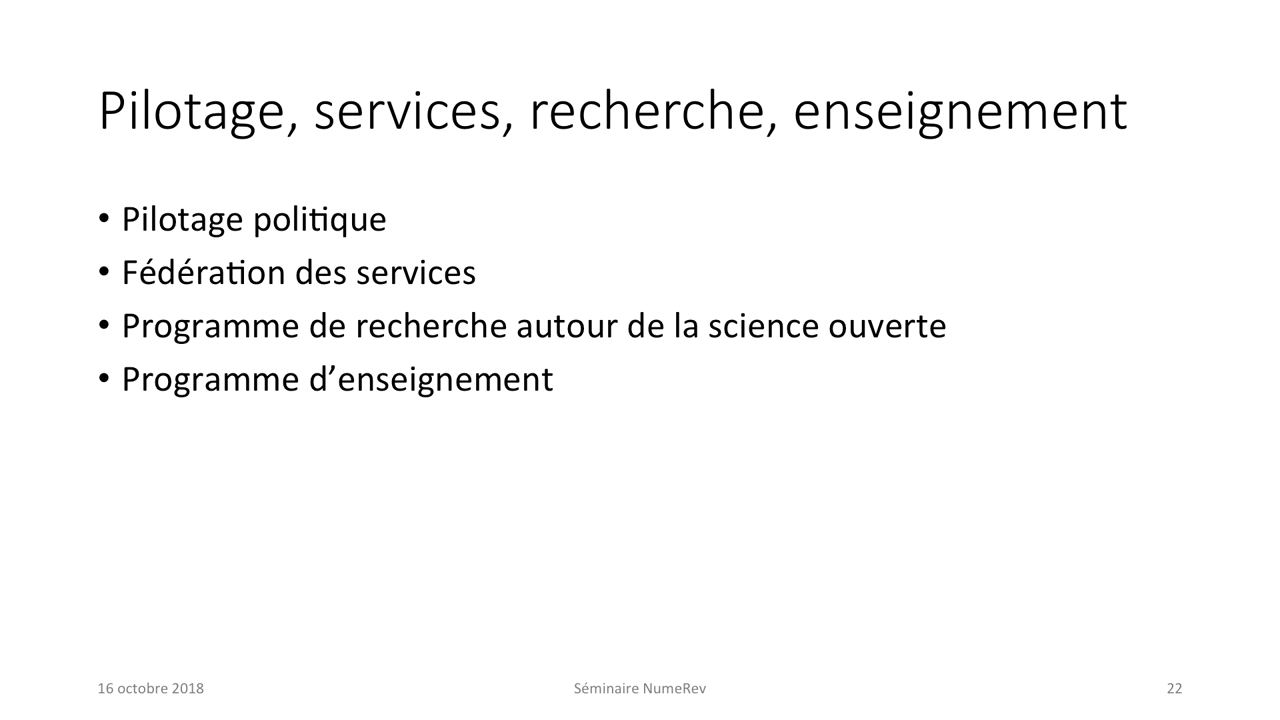 Pilotage, services, recherche, enseignement
• Pilotage politique
• Fédération des services
• Programme de recherche autour de la science ouverte
• Programme d’enseignement
16 octobre 2018
Séminaire NumeRev
22